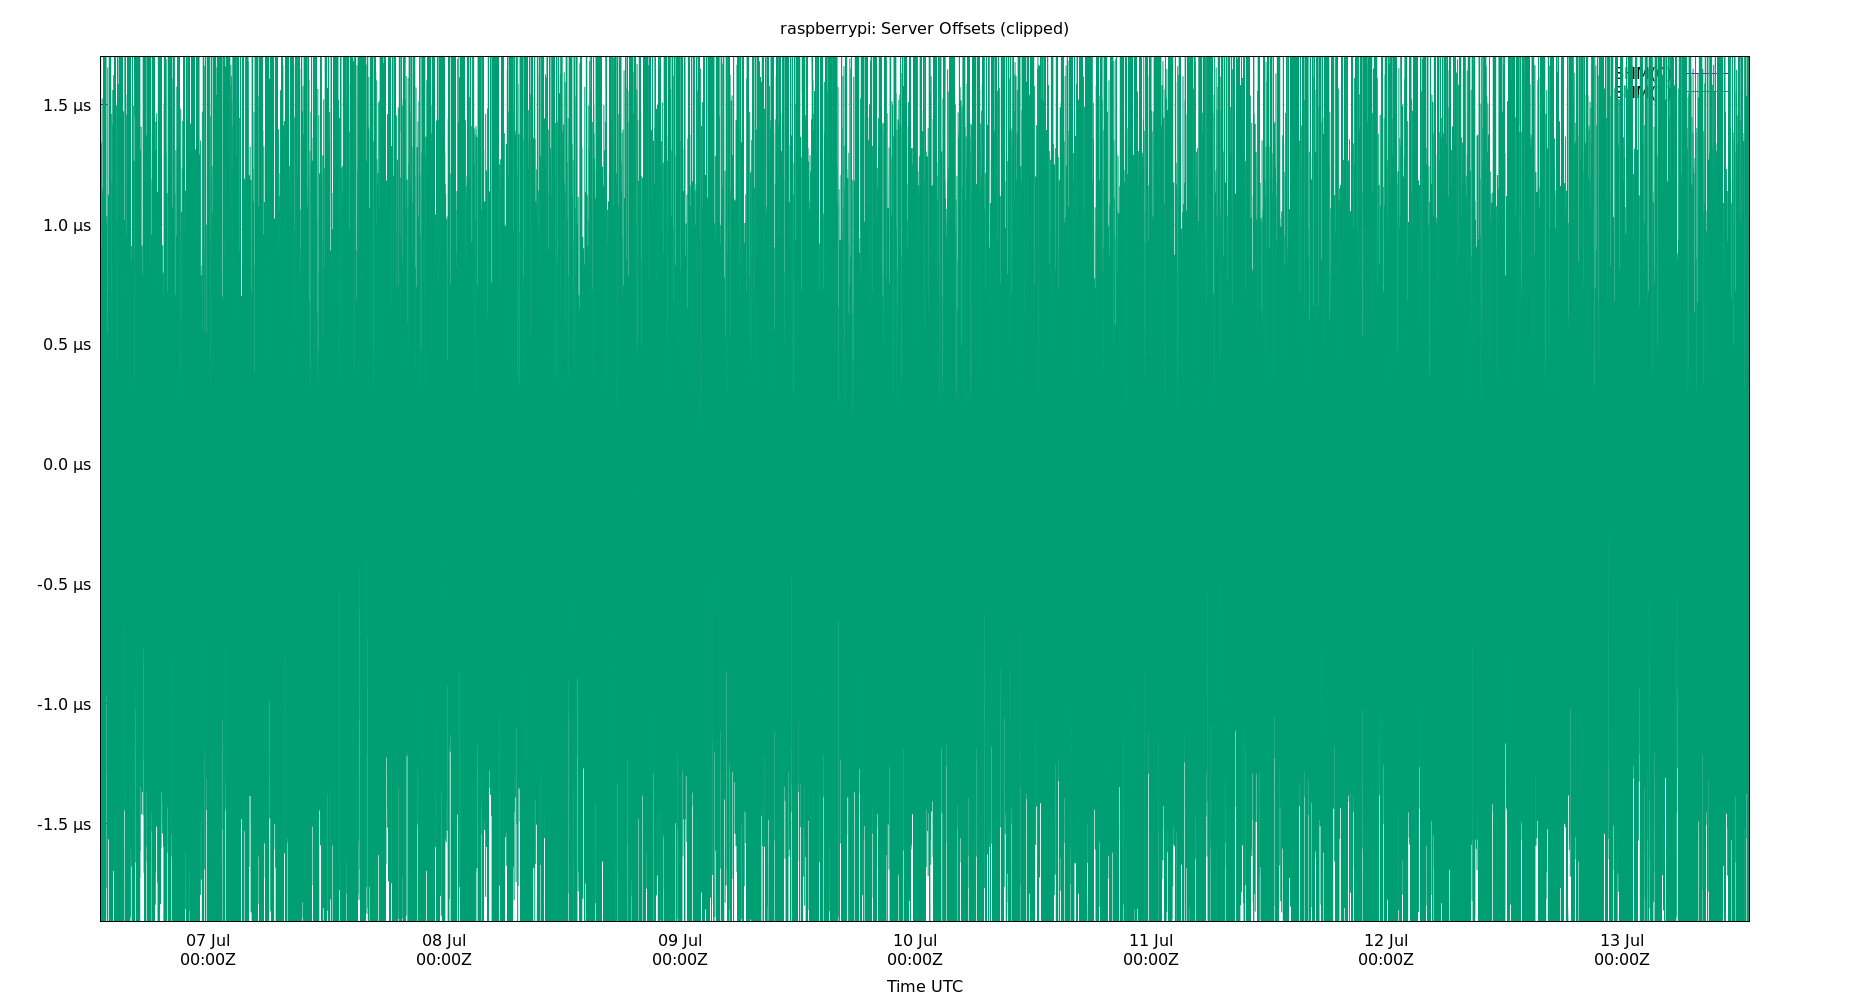 raspberrypi: Server Offsets (clipped)
1.5 µs
1.0 µs
0.5 µs
0.0 µs
-0.5 µs
-1.0 µs
-1.5 µs
07 Jul
00:00Z
08 Jul
00:00Z
09 Jul
00:00Z
10 Jul
00:00Z
11 Jul
00:00Z
12 Jul
00:00Z
13 Jul
00:00Z
Time UTC